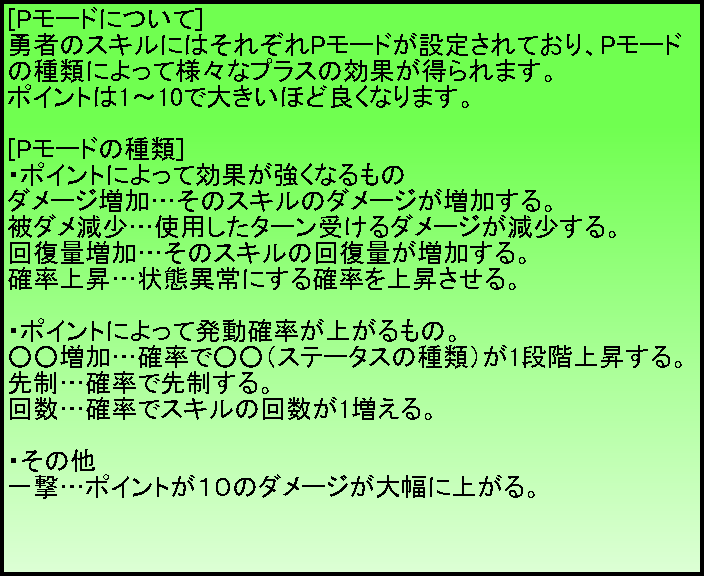 [Pモードについて]
勇者のスキルにはそれぞれPモードが設定されており、Pモード
の種類によって様々なプラスの効果が得られます。
ポイントは1～10で大きいほど良くなります。
[Pモードの種類]
・ポイントによって効果が強くなるもの
ダメージ増加…そのスキルのダメージが増加する。
被ダメ減少…使用したターン受けるダメージが減少する。
回復量増加…そのスキルの回復量が増加する。
確率上昇…状態異常にする確率を上昇させる。
・ポイントによって発動確率が上がるもの。
〇〇増加…確率で〇〇（ステータスの種類）が1段階上昇する。
先制…確率で先制する。
回数…確率でスキルの回数が1増える。
・その他
一撃…ポイントが１０のダメージが大幅に上がる。